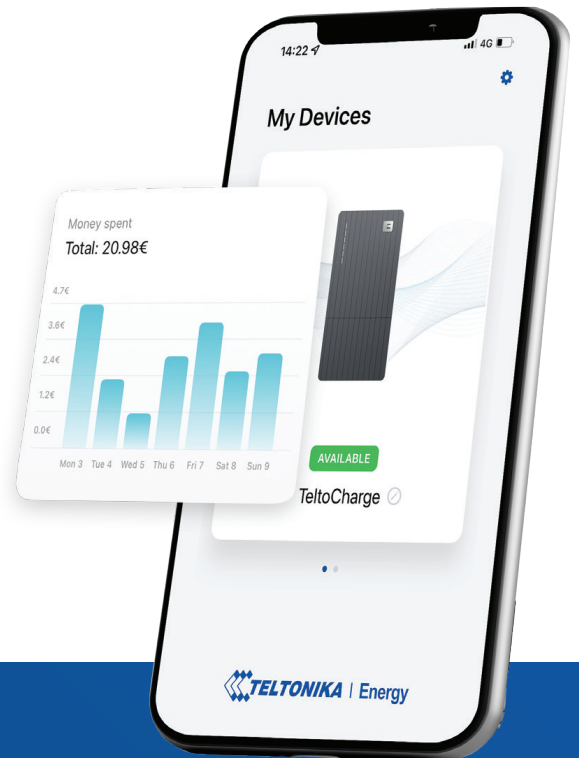 14:22
4G
My Devices
Money spent
Total: 20.98€
4.7€
3.6€
2.4€
1.2€
0.0€
Mon 3 Tue 4 Wed 5 Thu 6 Fri 7 Sat 8 Sun 9
AVAILABLE
TeltoCharge
TELTONIKA | Energy